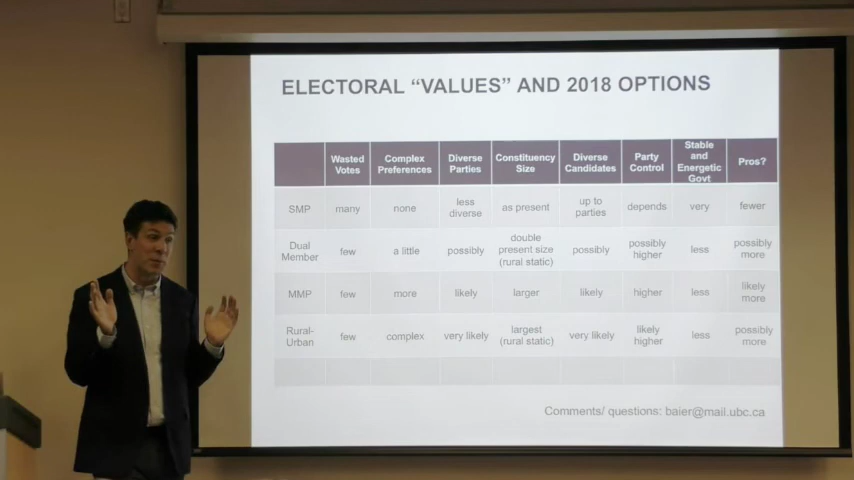 ELECTORAL “VALUES” AND 2018 OPTIONS
Wasted Votes | Complex Preferences | Diverse Parties | Constituency Size | Diverse Candidates | Party Control | Stable and Energetic Govt | Pros?
SMP | many | none | less diverse | as present | up to parties | depends | very | fewer
Dual Member | few | a little | possibly | double present size (rural static) | possibly | possibly higher | less | possibly more
MMP | few | more | likely | larger | likely | higher | less | likely more
Rural-Urban | few | complex | very likely | largest (rural static) | very likely | likely higher | less | possibly more
Comments/ questions: baier@mail.ubc.ca